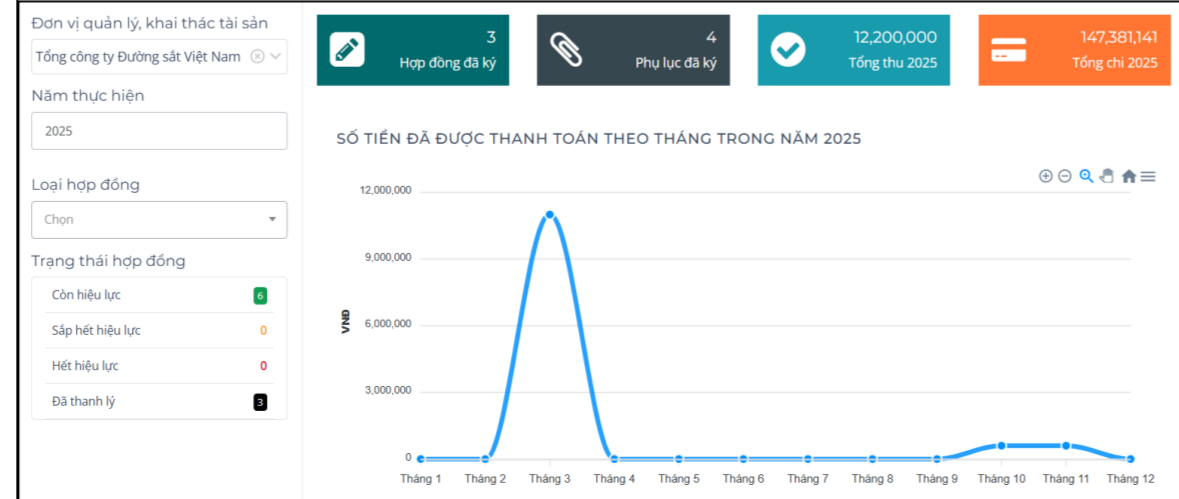 Đơn vị quản lý, khai thác tài sản
Tổng công ty Đường sắt Việt Nam
Năm thực hiện
2025
Loại hợp đồng
Chọn
Trạng thái hợp đồng
Còn hiệu lực 6
Sắp hết hiệu lực 0
Hết hiệu lực 0
Đã thanh lý 3
3
Hợp đồng đã ký
4
Phụ lục đã ký
12,200,000
Tổng thu 2025
147,381,141
Tổng chi 2025
SỐ TIỀN ĐÃ ĐƯỢC THANH TOÁN THEO THÁNG TRONG NĂM 2025
12,000,000
9,000,000
6,000,000
3,000,000
0
VNĐ
Tháng 1 Tháng 2 Tháng 3 Tháng 4 Tháng 5 Tháng 6 Tháng 7 Tháng 8 Tháng 9 Tháng 10 Tháng 11 Tháng 12